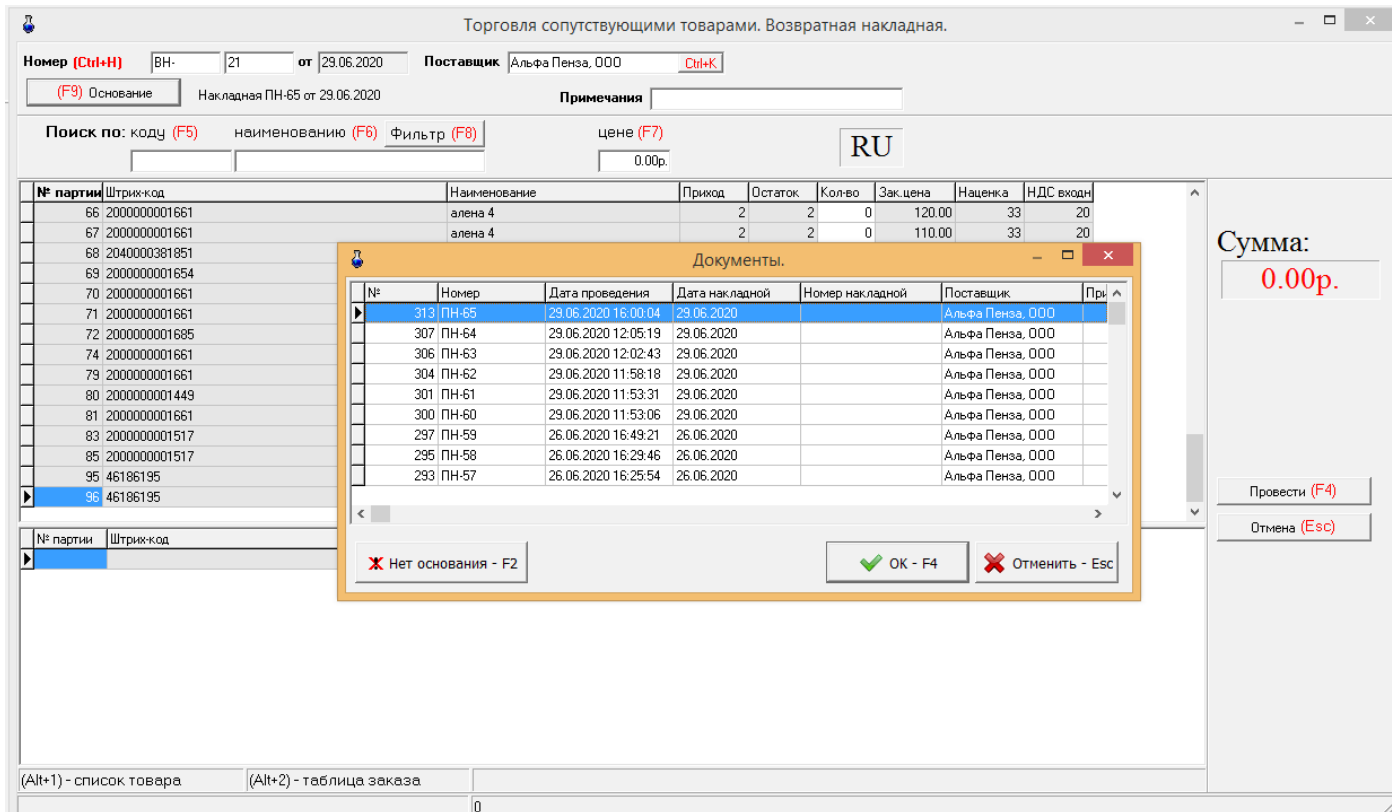 Торговля сопутствующими товарами. Возвратная накладная.
Номер (Ctrl+H) ВН- 21 от 29.06.2020 Поставщик Альфа Пенза, ООО Ctrl+K
(F9) Основание Накладная ПН-65 от 29.06.2020 Примечания
Поиск по: коду (F5) наименованию (F6) Фильтр (F8) цене (F7)
0.00р. RU
№ партии Штрих-код Наименование Приход Остаток Кол-во Зак.цена Наценка НДС входн
66 2000000001661 алена 4 2 2 0 120.00 33 20
67 2000000001661 алена 4 2 2 0 110.00 33 20
68 2040000381851
69 2000000001654
70 2000000001661
71 2000000001661
72 2000000001685
74 2000000001661
79 2000000001661
80 2000000001449
81 2000000001661
83 2000000001517
85 2000000001517
95 46186195
96 46186195
Сумма:
0.00р.
Провести (F4)
Отмена (Esc)
Документы.
№ Номер Дата проведения Дата накладной Номер накладной Поставщик При
313 ПН-65 29.06.2020 16:00:04 29.06.2020 Альфа Пенза, ООО
307 ПН-64 29.06.2020 12:05:19 29.06.2020 Альфа Пенза, ООО
306 ПН-63 29.06.2020 12:02:43 29.06.2020 Альфа Пенза, ООО
304 ПН-62 29.06.2020 11:58:18 29.06.2020 Альфа Пенза, ООО
301 ПН-61 29.06.2020 11:53:31 29.06.2020 Альфа Пенза, ООО
300 ПН-60 29.06.2020 11:53:06 29.06.2020 Альфа Пенза, ООО
297 ПН-59 26.06.2020 16:49:21 26.06.2020 Альфа Пенза, ООО
295 ПН-58 26.06.2020 16:29:46 26.06.2020 Альфа Пенза, ООО
293 ПН-57 26.06.2020 16:25:54 26.06.2020 Альфа Пенза, ООО
Нет основания - F2 OK - F4 Отменить - Esc
№ партии Штрих-код
(Alt+1) - список товара (Alt+2) - таблица заказа
0